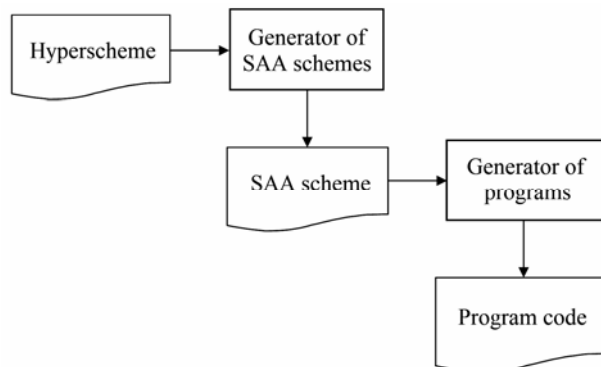 Hyperscheme
Generator of
SAA schemes
SAA scheme
Generator of
programs
Program code